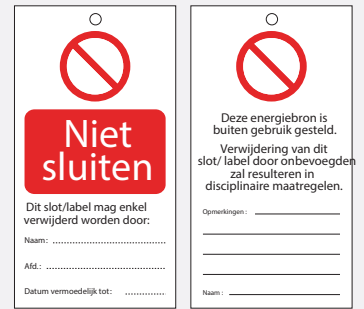 Niet
sluiten
Dit slot/label mag enkel
verwijderd worden door:
Naam:
Afd.:
Datum vermoedelijk tot:
Deze energiebron is
buiten gebruik gesteld.
Verwijdering van dit
slot/ label door onbevoegden
zal resulteren in
disciplinaire maatregelen.
Opmerkingen:
Naam: